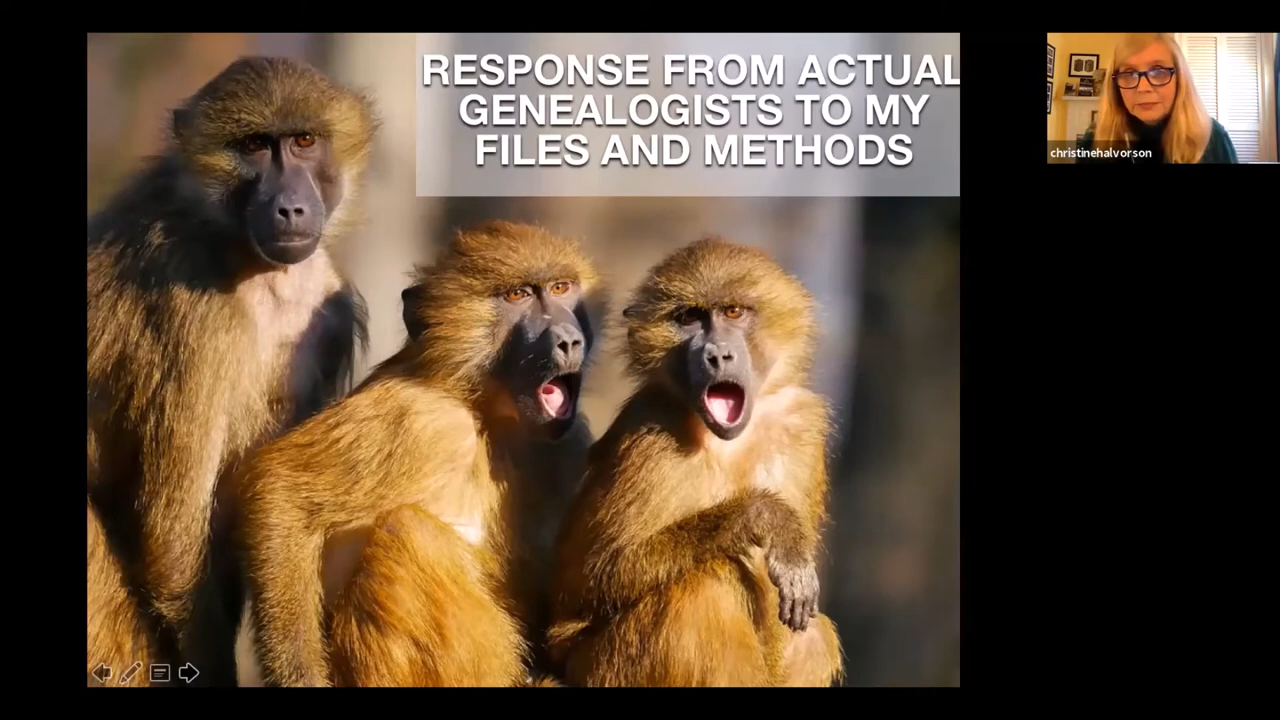 RESPONSE FROM ACTUAL
GENEALOGISTS TO MY
FILES AND METHODS
christinehalvorson